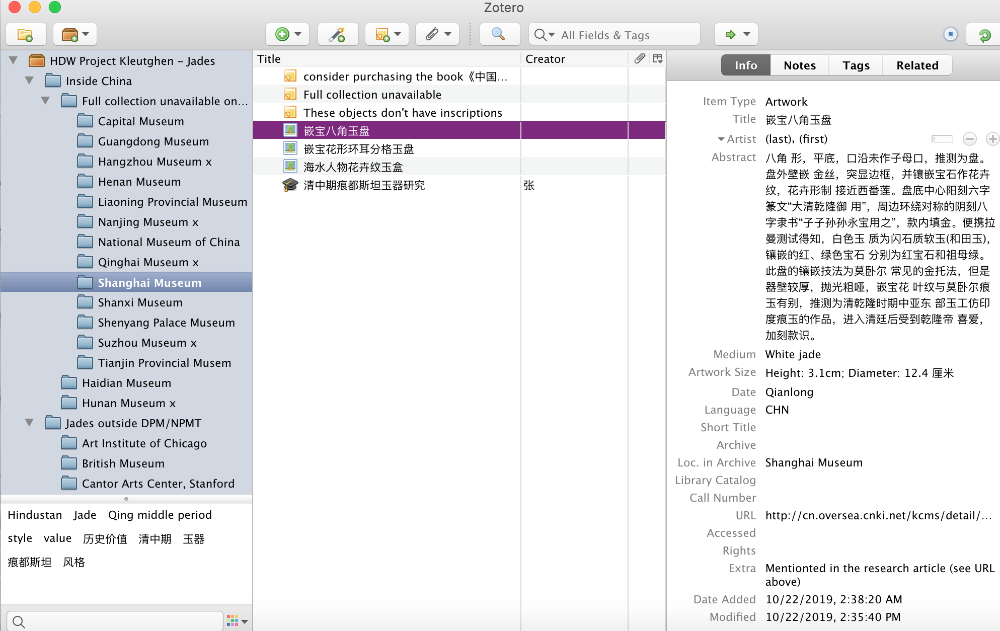 Zotero
All Fields & Tags
HDW Project Kleutghen – Jades
Inside China
Full collection unavailable on...
Capital Museum
Guangdong Museum
Hangzhou Museum x
Henan Museum
Liaoning Provincial Museum
Nanjing Museum x
National Museum of China
Qinghai Museum x
Shanghai Museum
Shanxi Museum
Shenyang Palace Museum
Suzhou Museum x
Tianjin Provincial Musem
Haidian Museum
Hunan Museum x
Jades outside DPM/NPMT
Art Institute of Chicago
British Museum
Cantor Arts Center, Stanford
Hindustan Jade Qing middle period
style value 历史价值 清中期 玉器
痕都斯坦 风格
Title Creator
consider purchasing the book《中国...
Full collection unavailable
These objects don't have inscriptions
嵌宝八角玉盘
嵌宝花形环耳分格玉盘
海水人物花卉纹玉盒
清中期痕都斯坦玉器研究 张
Info Notes Tags Related
Item Type Artwork
Title 嵌宝八角玉盘
Artist (last), (first)
Abstract 八角 形，平底，口沿未作子母口，推测为盘。
盘外壁嵌 金丝，突显边框，并镶嵌宝石作花卉
纹，花卉形制 接近西番莲。盘底中心阳刻六字
篆文“大清乾隆御 用”，周边环绕对称的阴刻八
字隶书“子子孙孙永宝用之”，款内填金。便携拉
曼测试得知，白色玉 质为闪石质软玉(和田玉)，
镶嵌的红、绿色宝石 分别为红宝石和祖母绿。
此盘的镶嵌技法为莫卧尔 常见的金托法，但是
器壁较厚，抛光粗哑，嵌宝花 叶纹与莫卧尔痕
玉有别，推测为清乾隆时期中亚东 部玉工仿印
度痕玉的作品，进入清廷后受到乾隆帝 喜爱，
加刻款识。
Medium White jade
Artwork Size Height: 3.1cm; Diameter: 12.4 厘米
Date Qianlong
Language CHN
Short Title
Archive
Loc. in Archive Shanghai Museum
Library Catalog
Call Number
URL http://cn.oversea.cnki.net/kcms/detail/...
Accessed
Rights
Extra Mentionted in the research article (see URL
above)
Date Added 10/22/2019, 2:38:20 AM
Modified 10/22/2019, 2:35:40 PM